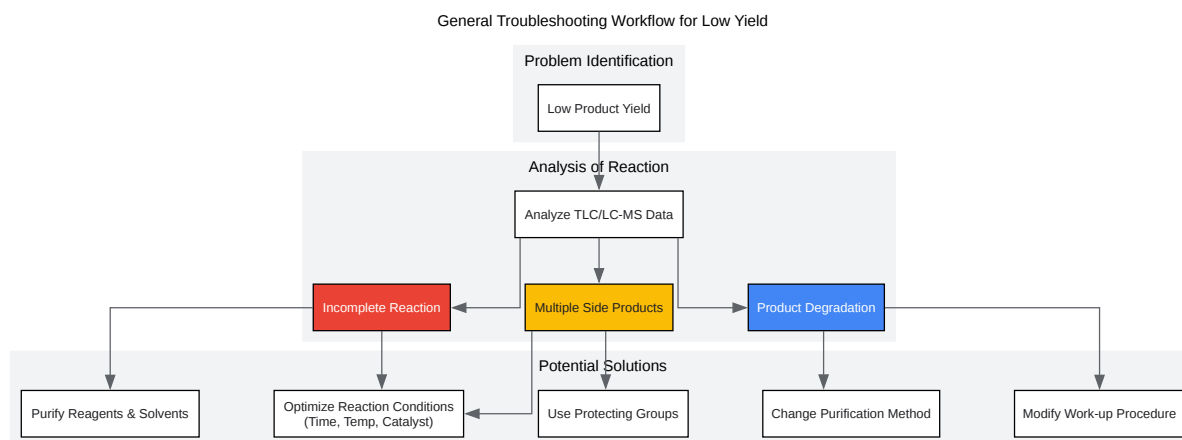 General Troubleshooting Workflow for Low Yield
Problem Identification
Low Product Yield
Analysis of Reaction
Analyze TLC/LC-MS Data
Incomplete Reaction
Multiple Side Products
Product Degradation
Potential Solutions
Purify Reagents & Solvents
Optimize Reaction Conditions
(Time, Temp, Catalyst)
Use Protecting Groups
Change Purification Method
Modify Work-up Procedure